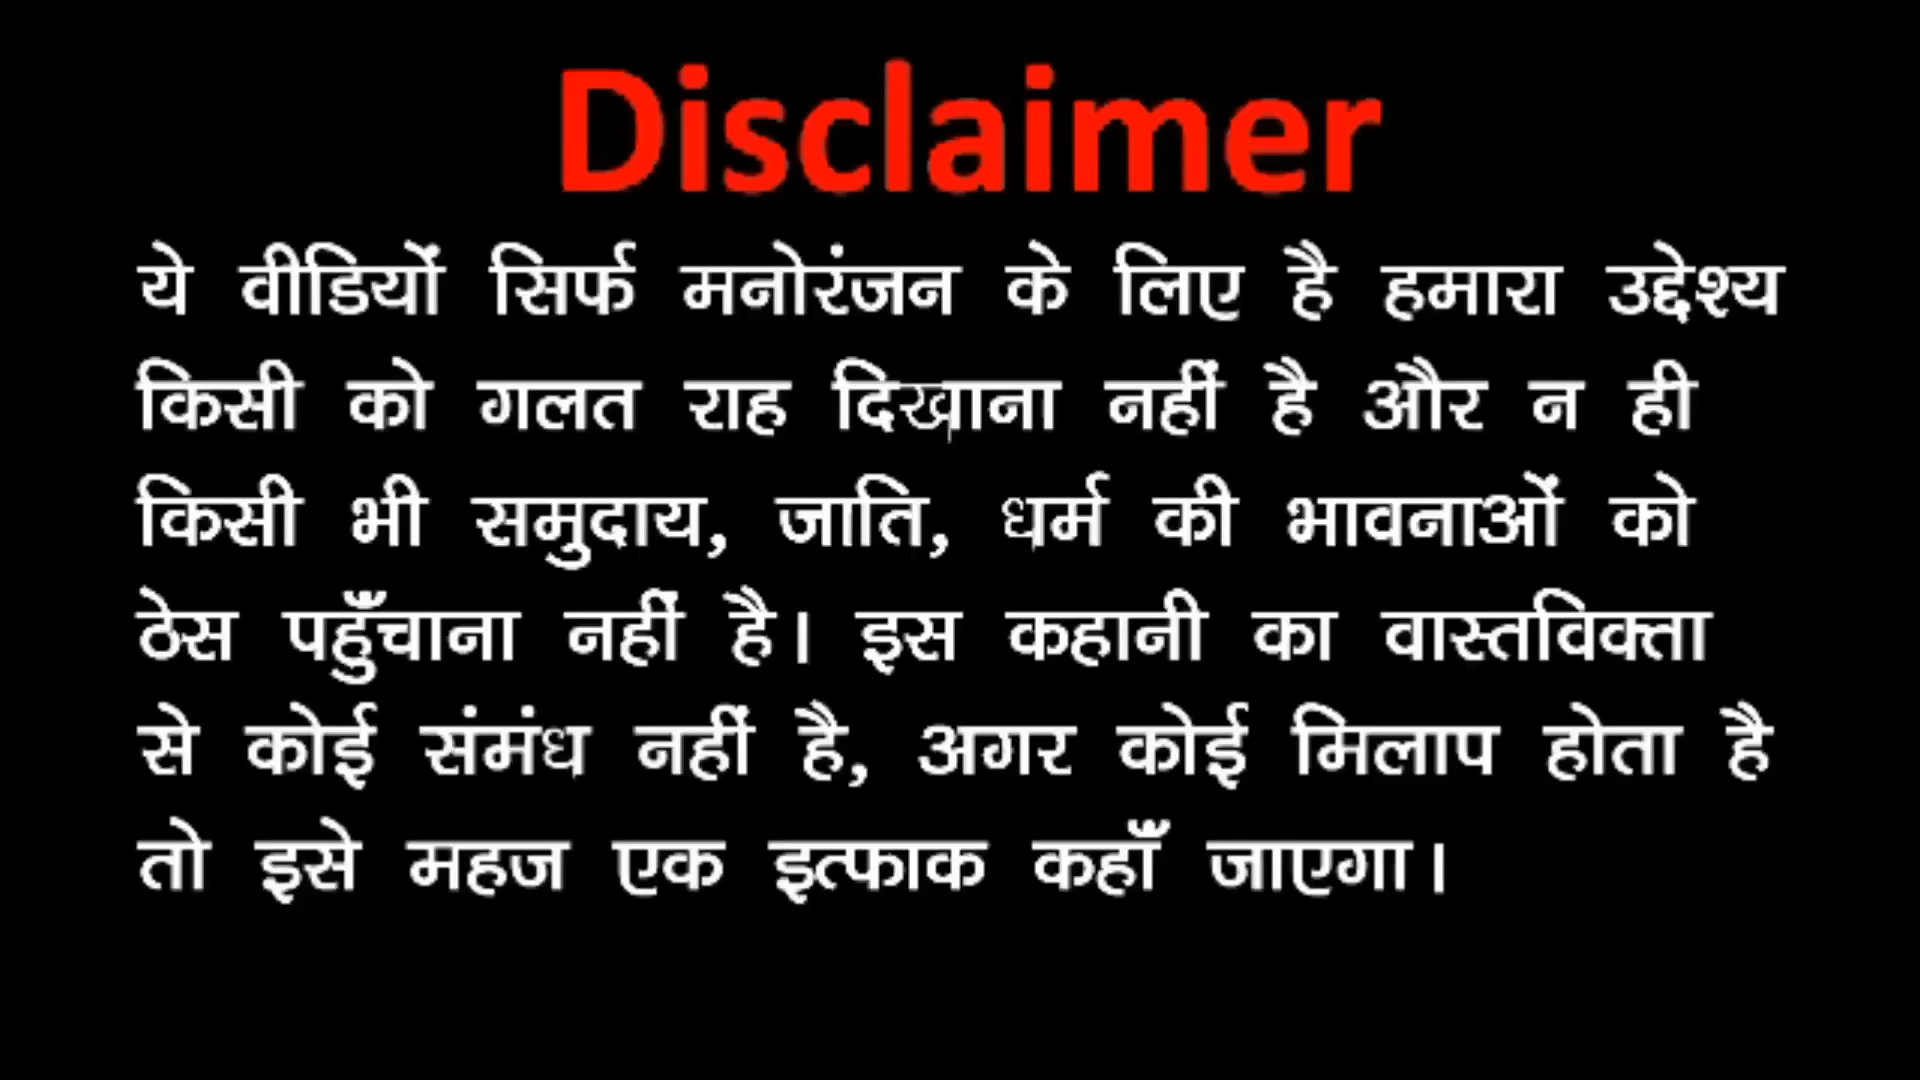 Disclaimer
ये वीडियों सिर्फ मनोरंजन के लिए है हमारा उद्देश्य
किसी को गलत राह दिखाना नहीं है और न ही
किसी भी समुदाय, जाति, धर्म की भावनाओं को
ठेस पहुँचाना नहीं है। इस कहानी का वास्तविक्ता
से कोई संमंध नहीं है, अगर कोई मिलाप होता है
तो इसे महज एक इत्फाक कहाँ जाएगा।